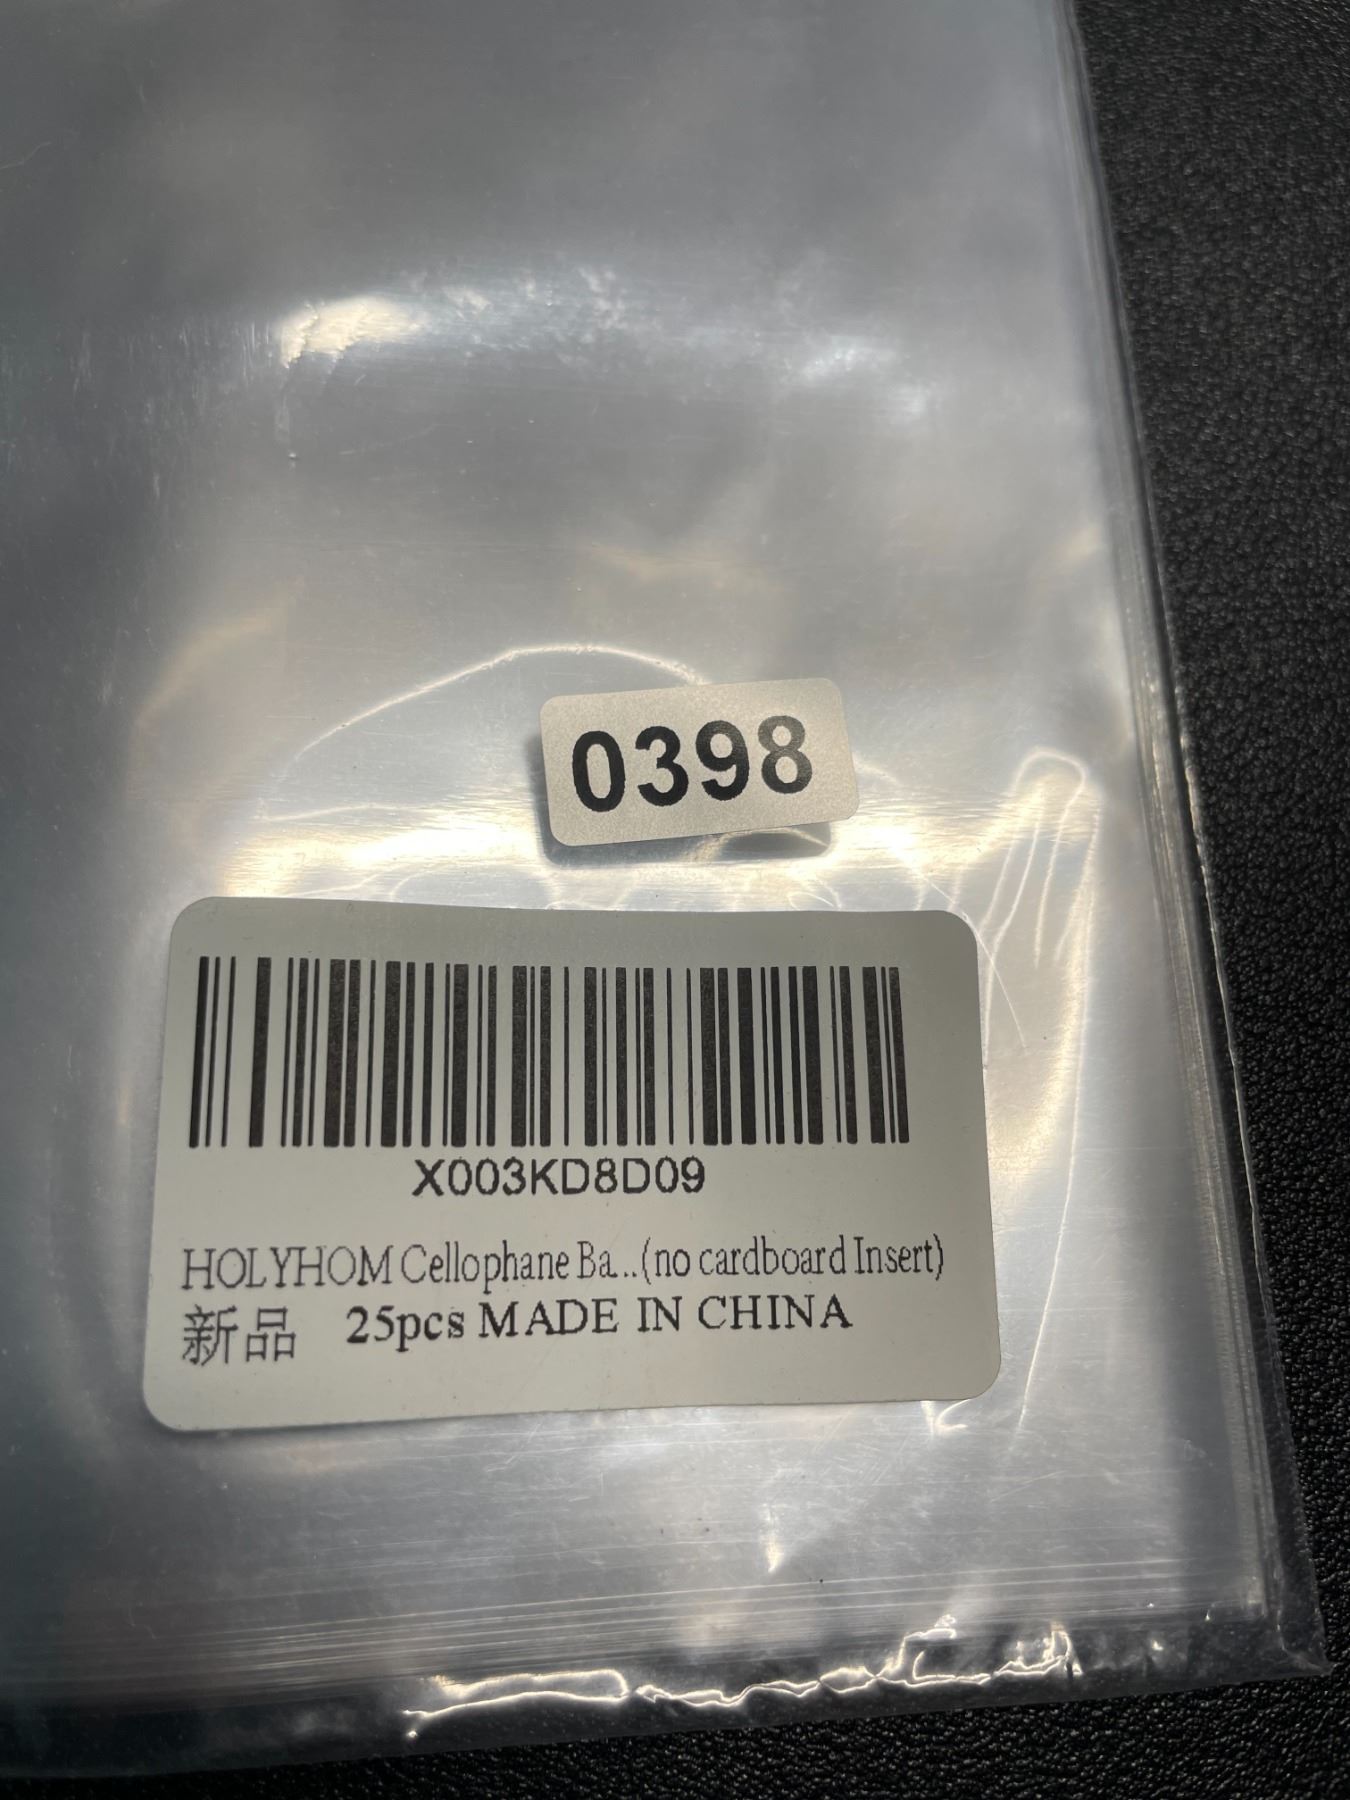 0398
X003KD8D09
HOLYHOM Cellophane Ba...(no cardboard Insert)
新品 25pcs MADE IN CHINA